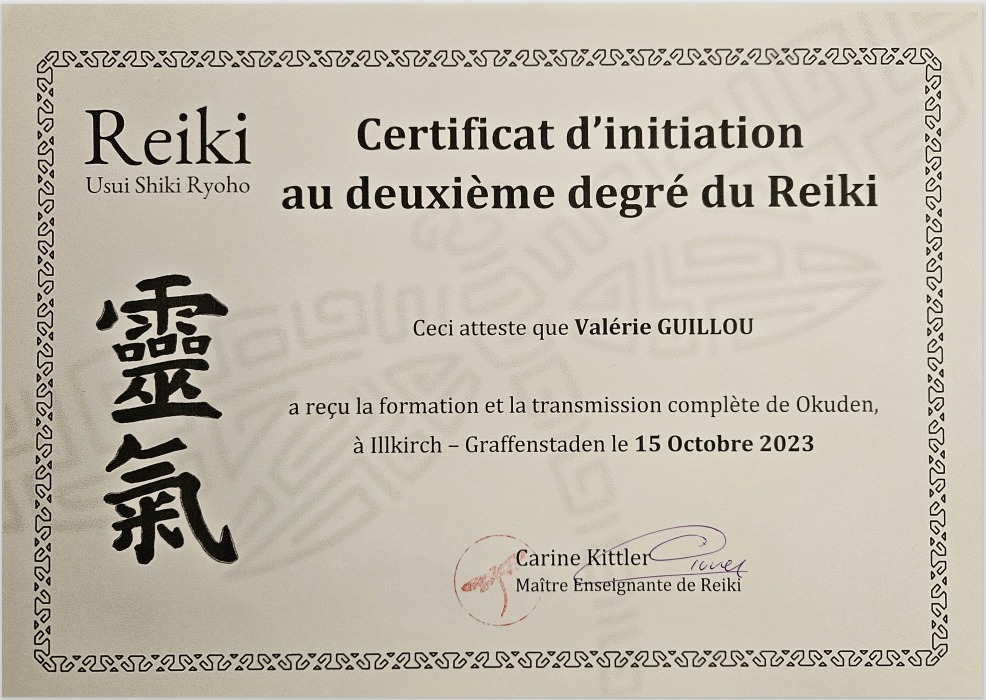 Reiki
Usui Shiki Ryoho
Certificat d’initiation
au deuxième degré du Reiki
靈
氣
Ceci atteste que Valérie GUILLOU
a reçu la formation et la transmission complète de Okuden,
à Illkirch – Graffenstaden le 15 Octobre 2023
Carine Kittler
Maître Enseignante de Reiki